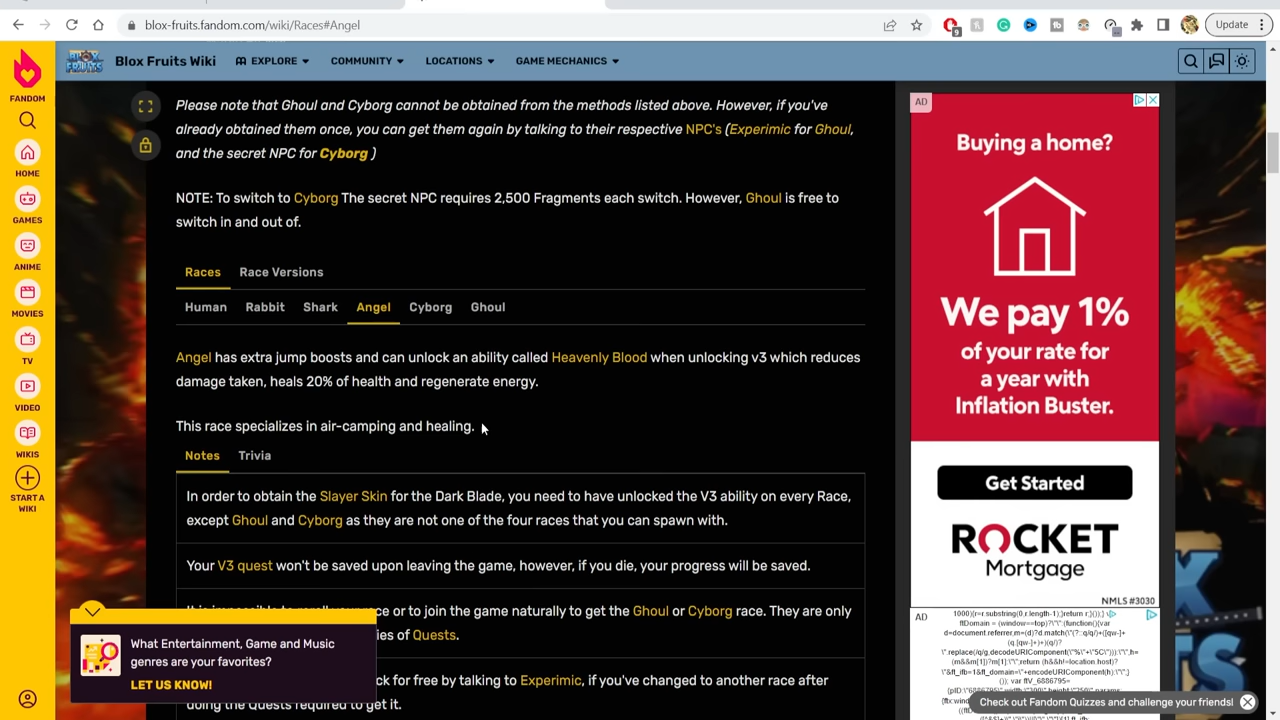 blox-fruits.fandom.com/wiki/Races#Angel
9
Update
FANDOM
HOME
GAMES
ANIME
MOVIES
TV
VIDEO
WIKIS
START A
WIKI
BLOX FRUITS
Blox Fruits Wiki
EXPLORE
COMMUNITY
LOCATIONS
GAME MECHANICS
Please note that Ghoul and Cyborg cannot be obtained from the methods listed above. However, if you've
already obtained them once, you can get them again by talking to their respective NPC's (Experimic for Ghoul,
and the secret NPC for Cyborg )
NOTE: To switch to Cyborg The secret NPC requires 2,500 Fragments each switch. However, Ghoul is free to
switch in and out of.
Races Race Versions
Human Rabbit Shark Angel Cyborg Ghoul
Angel has extra jump boosts and can unlock an ability called Heavenly Blood when unlocking v3 which reduces
damage taken, heals 20% of health and regenerate energy.
This race specializes in air-camping and healing.
Notes Trivia
In order to obtain the Slayer Skin for the Dark Blade, you need to have unlocked the V3 ability on every Race,
except Ghoul and Cyborg as they are not one of the four races that you can spawn with.
Your V3 quest won't be saved upon leaving the game, however, if you die, your progress will be saved.
or to join the game naturally to get the Ghoul or Cyborg race. They are only
ies of Quests.
k for free by talking to Experimic, if you've changed to another race after
doing the Quests required to get it.
What Entertainment, Game and Music
genres are your favorites?
LET US KNOW!
AD
Buying a home?
We pay 1%
of your rate for
a year with
Inflation Buster.
Get Started
ROCKET
Mortgage
NMLS #3030
AD
Check out Fandom Quizzes and challenge your friends!